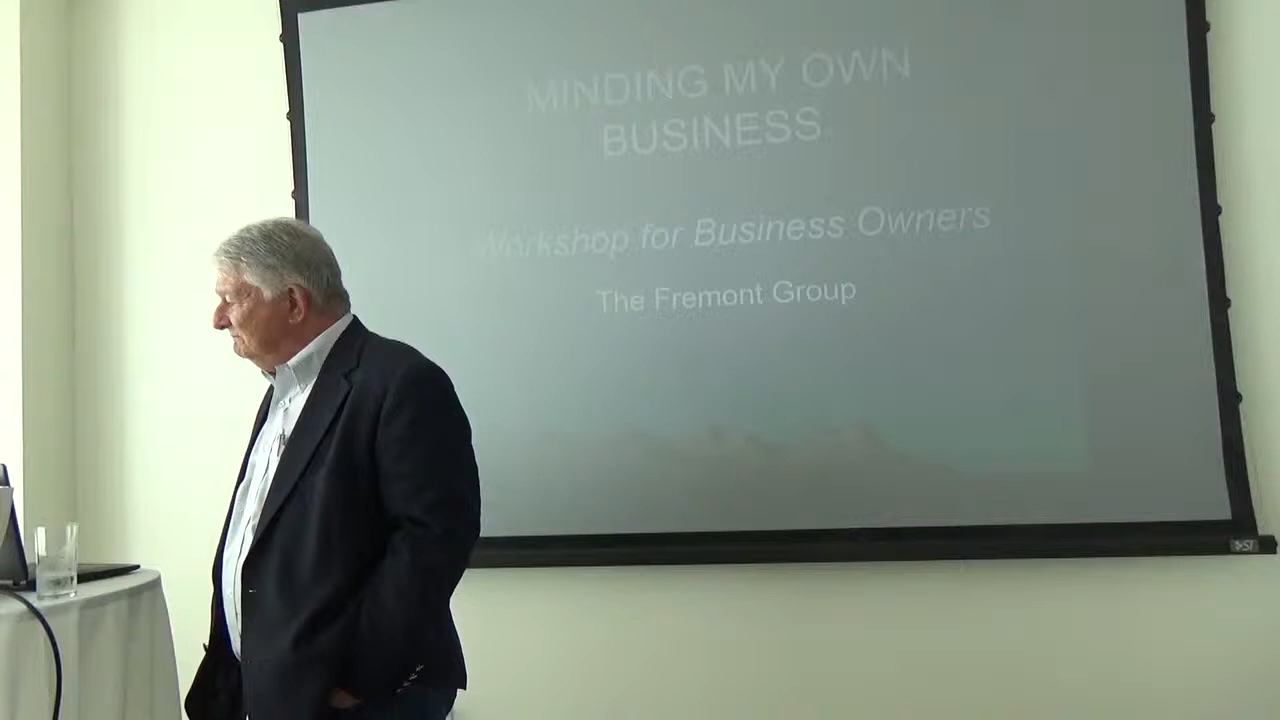 MINDING MY OWN
BUSINESS
Workshop for Business Owners
The Fremont Group